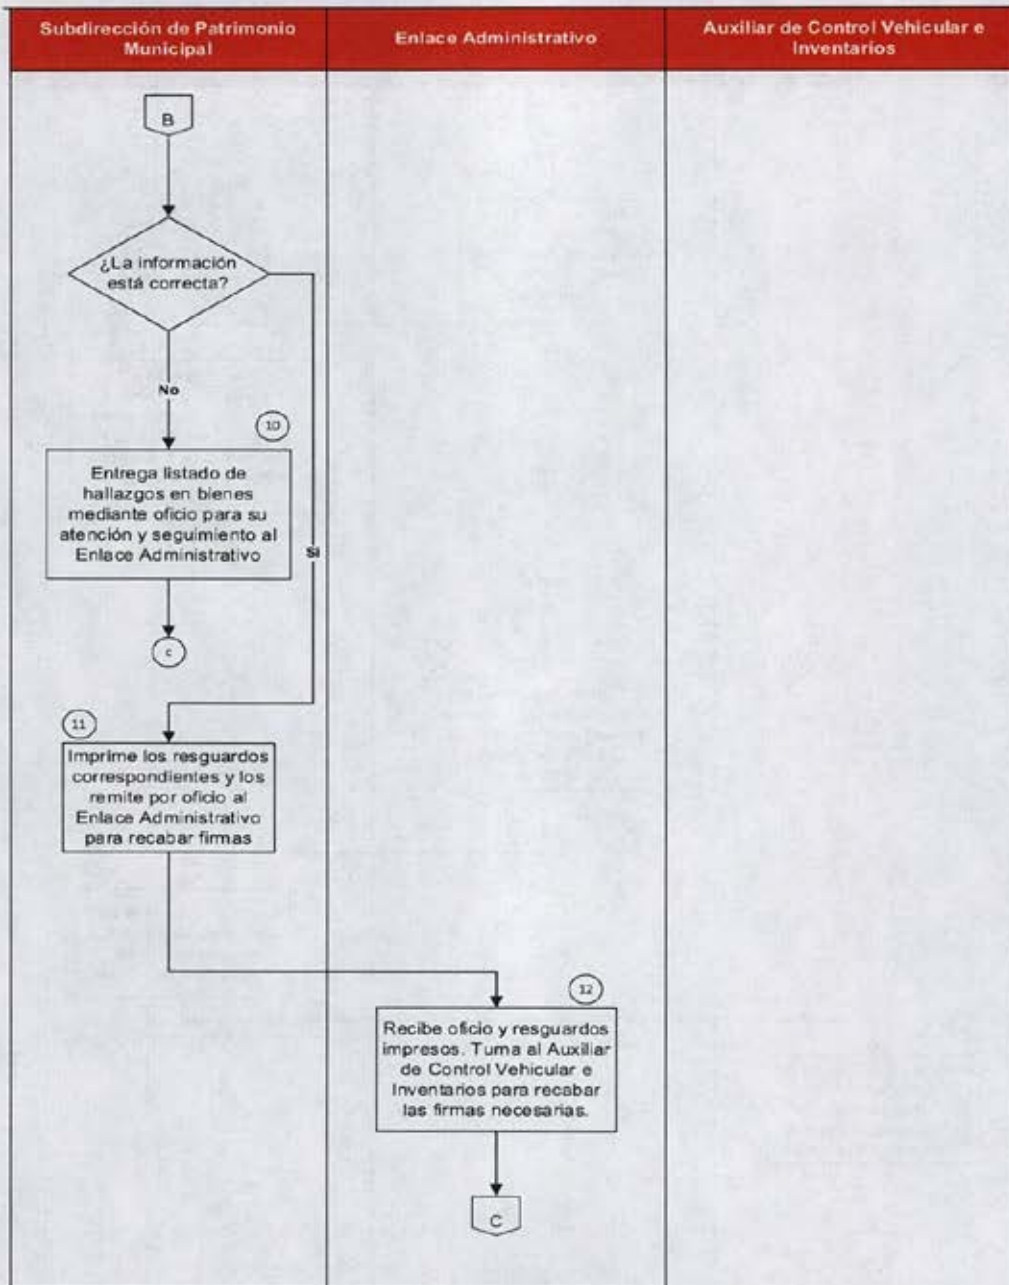 Subdirección de Patrimonio
Municipal
Enlace Administrativo
Auxiliar de Control Vehicular e
Inventarios
B
¿La información
está correcta?
No
Si
10
Entrega listado de
hallazgos en bienes
mediante oficio para su
atención y seguimiento al
Enlace Administrativo
c
11
Imprime los resguardos
correspondientes y los
remite por oficio al
Enlace Administrativo
para recabar firmas
12
Recibe oficio y resguardos
impresos. Turna al Auxiliar
de Control Vehicular e
Inventarios para recabar
las firmas necesarias.
C